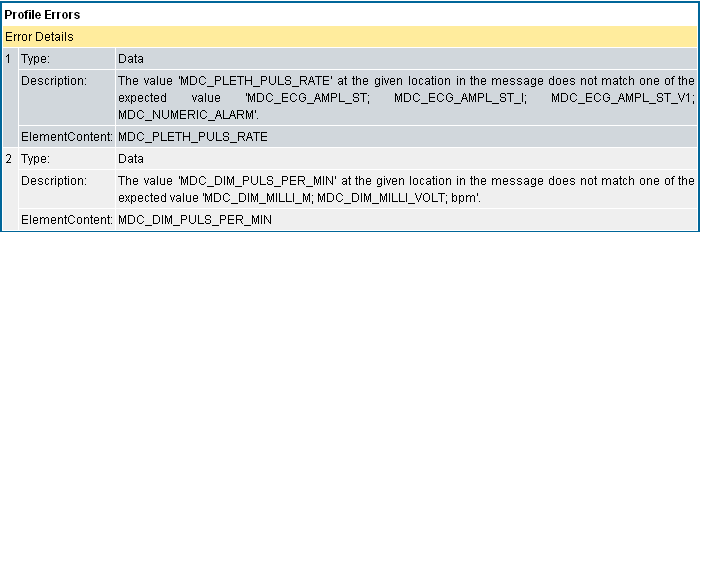 Profile Errors
Error Details
1 Type: Data
Description: The value 'MDC_PLETH_PULS_RATE' at the given location in the message does not match one of the
expected value 'MDC_ECG_AMPL_ST; MDC_ECG_AMPL_ST_I; MDC_ECG_AMPL_ST_V1;
MDC_NUMERIC_ALARM'.
ElementContent: MDC_PLETH_PULS_RATE
2 Type: Data
Description: The value 'MDC_DIM_PULS_PER_MIN' at the given location in the message does not match one of the
expected value 'MDC_DIM_MILLI_M; MDC_DIM_MILLI_VOLT; bpm'.
ElementContent: MDC_DIM_PULS_PER_MIN